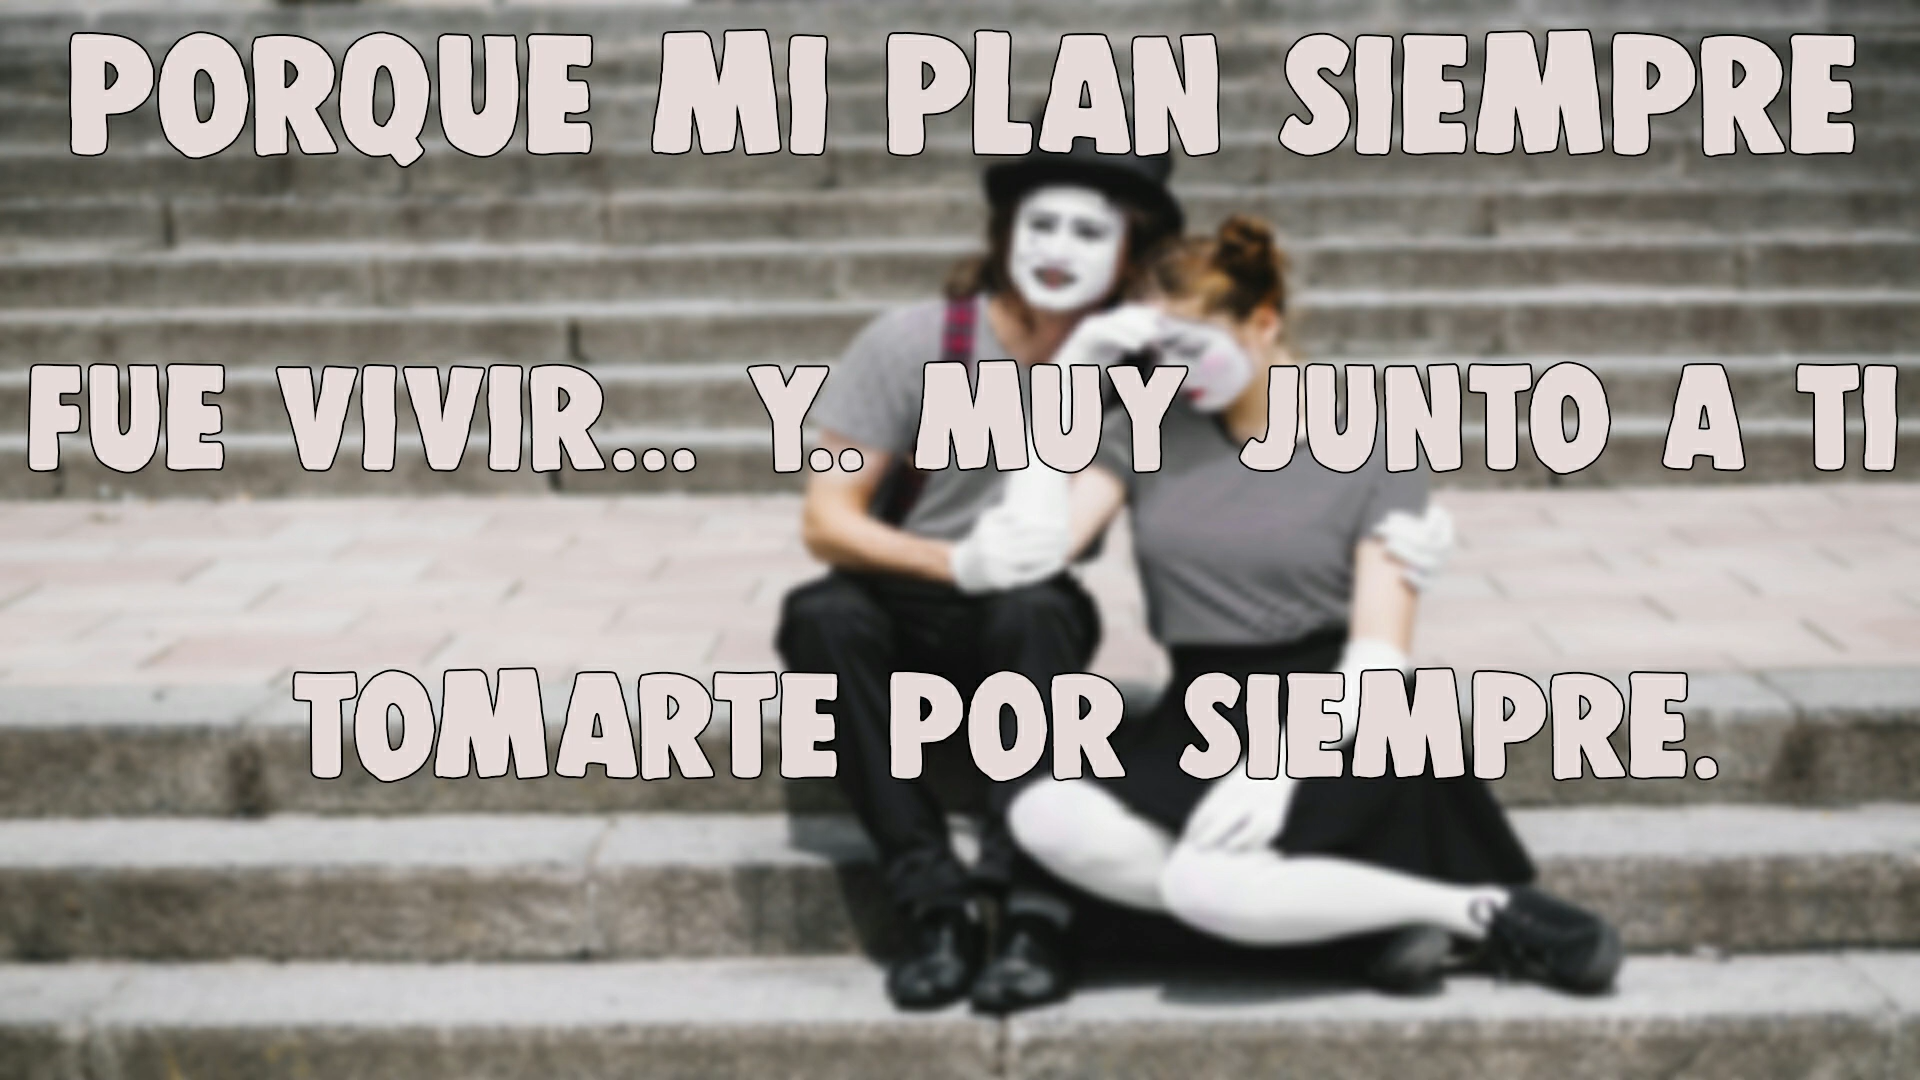 PORQUE MI PLAN SIEMPRE
FUE VIVIR... Y.. MUY JUNTO A TI
TOMARTE POR SIEMPRE.